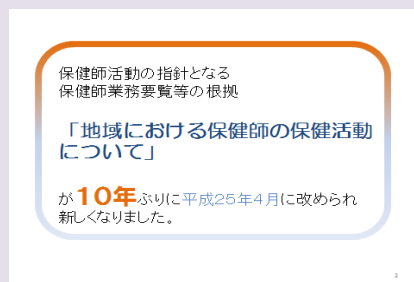 保健師活動の指針となる
保健師業務要覧等の根拠
「地域における保健師の保健活動
について」
が10年ぶりに平成25年4月に改められ
新しくなりました。